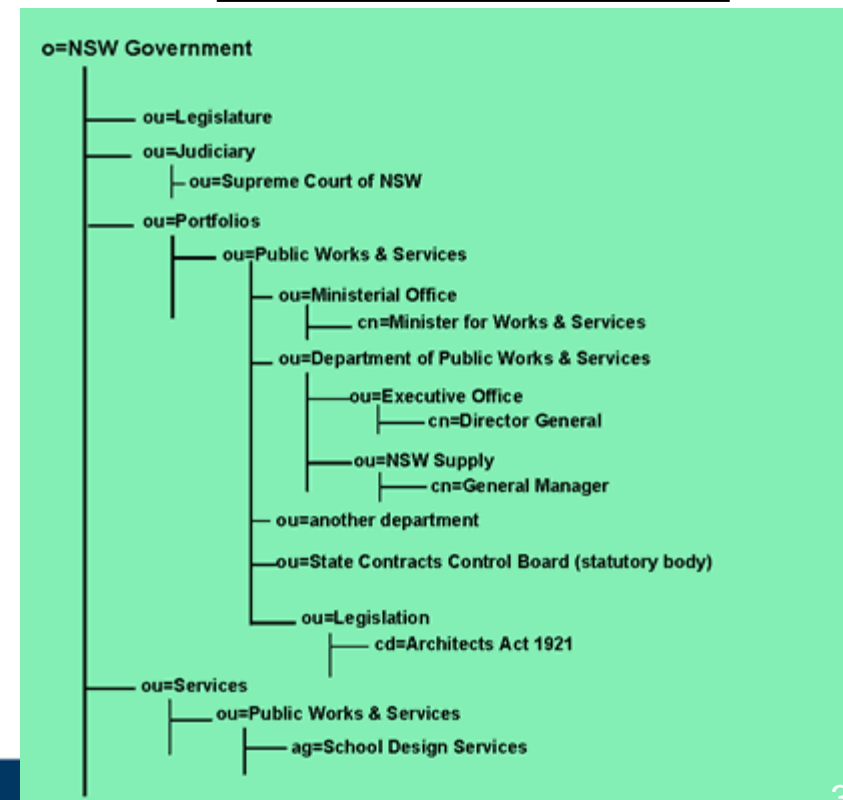 o=NSW Government
ou=Legislature
ou=Judiciary
ou=Supreme Court of NSW
ou=Portfolios
ou=Public Works & Services
ou=Ministerial Office
cn=Minister for Works & Services
ou=Department of Public Works & Services
ou=Executive Office
cn=Director General
ou=NSW Supply
cn=General Manager
ou=another department
ou=State Contracts Control Board (statutory body)
ou=Legislation
cd=Architects Act 1921
ou=Services
ou=Public Works & Services
ag=School Design Services